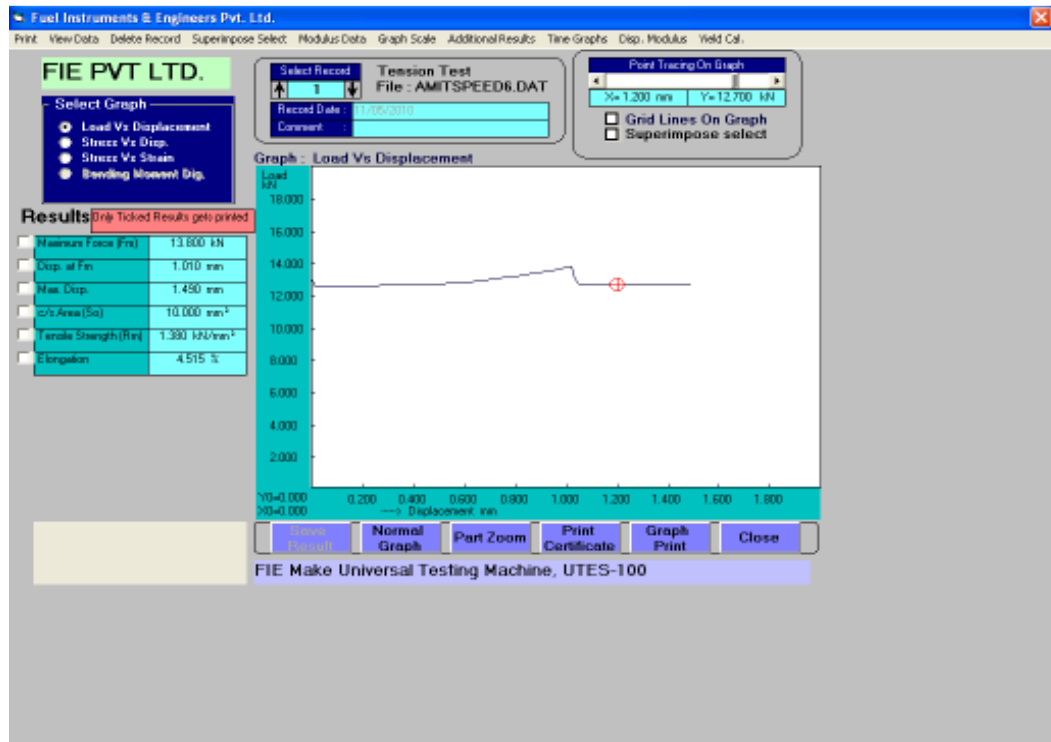 Fuel Instruments & Engineers Pvt. Ltd.
Print View Data Delete Record Superimpose Select Modulus Data Graph Scale Additional Results Time Graphs Disp. Modulus Yield Cal.
FIE PVT LTD.
Select Graph
Load Vs Displacement
Stress Vs Disp.
Stress Vs Strain
Bending Moment Dig.
Select Record
1
Tension Test
File : AMITSPEED6.DAT
Record Date : 11/05/2010
Comment :
Point Tracing On Graph
X= 1.200 mm Y= 12.700 kN
Grid Lines On Graph
Superimpose select
Results Only Ticked Results gets printed
Maximum Force (Fm) 13.800 kN
Disp. at Fm 1.010 mm
Max. Disp. 1.490 mm
c/s Area (So) 10.000 mm²
Tensile Strength (Rm) 1.380 kN/mm²
Elongation 4.515 %
Graph : Load Vs Displacement
Load
kN
18.000
16.000
14.000
12.000
10.000
8.000
6.000
4.000
2.000
Y0=0.000 0.200 0.400 0.600 0.800 1.000 1.200 1.400 1.600 1.800
X0=0.000 ---> Displacement mm
Save Result
Normal Graph
Part Zoom
Print Certificate
Graph Print
Close
FIE Make Universal Testing Machine, UTES-100